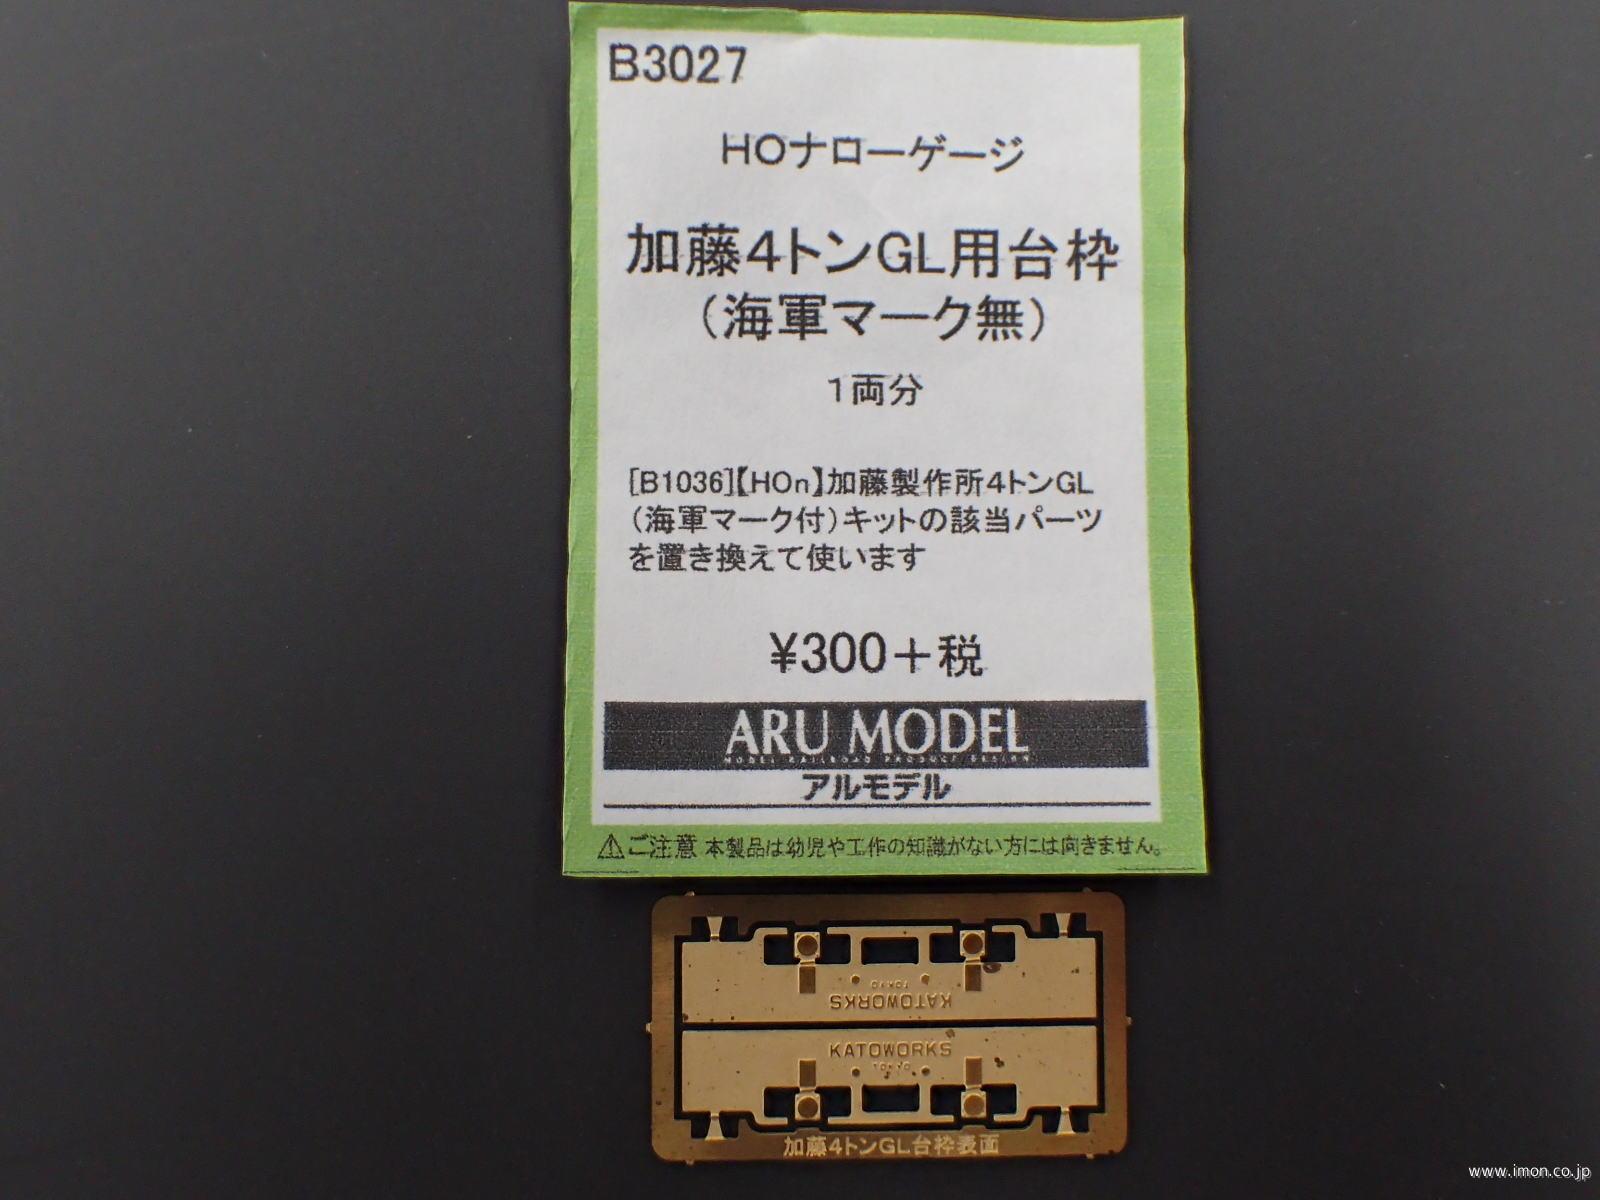 B3027
HOナローゲージ
加藤4トンGL用台枠
（海軍マーク無）
1両分
[B1036]【HOn】加藤製作所4トンGL
（海軍マーク付）キットの該当パーツ
を置き換えて使います
¥300＋税
ARU MODEL
MODEL RAILROAD PRODUCT DESIGN
アルモデル
⚠ご注意 本製品は幼児や工作の知識がない方には向きません。
TOKYO
KATOWORKS
KATOWORKS
TOKYO
加藤4トンGL台枠表面
www.imon.co.jp